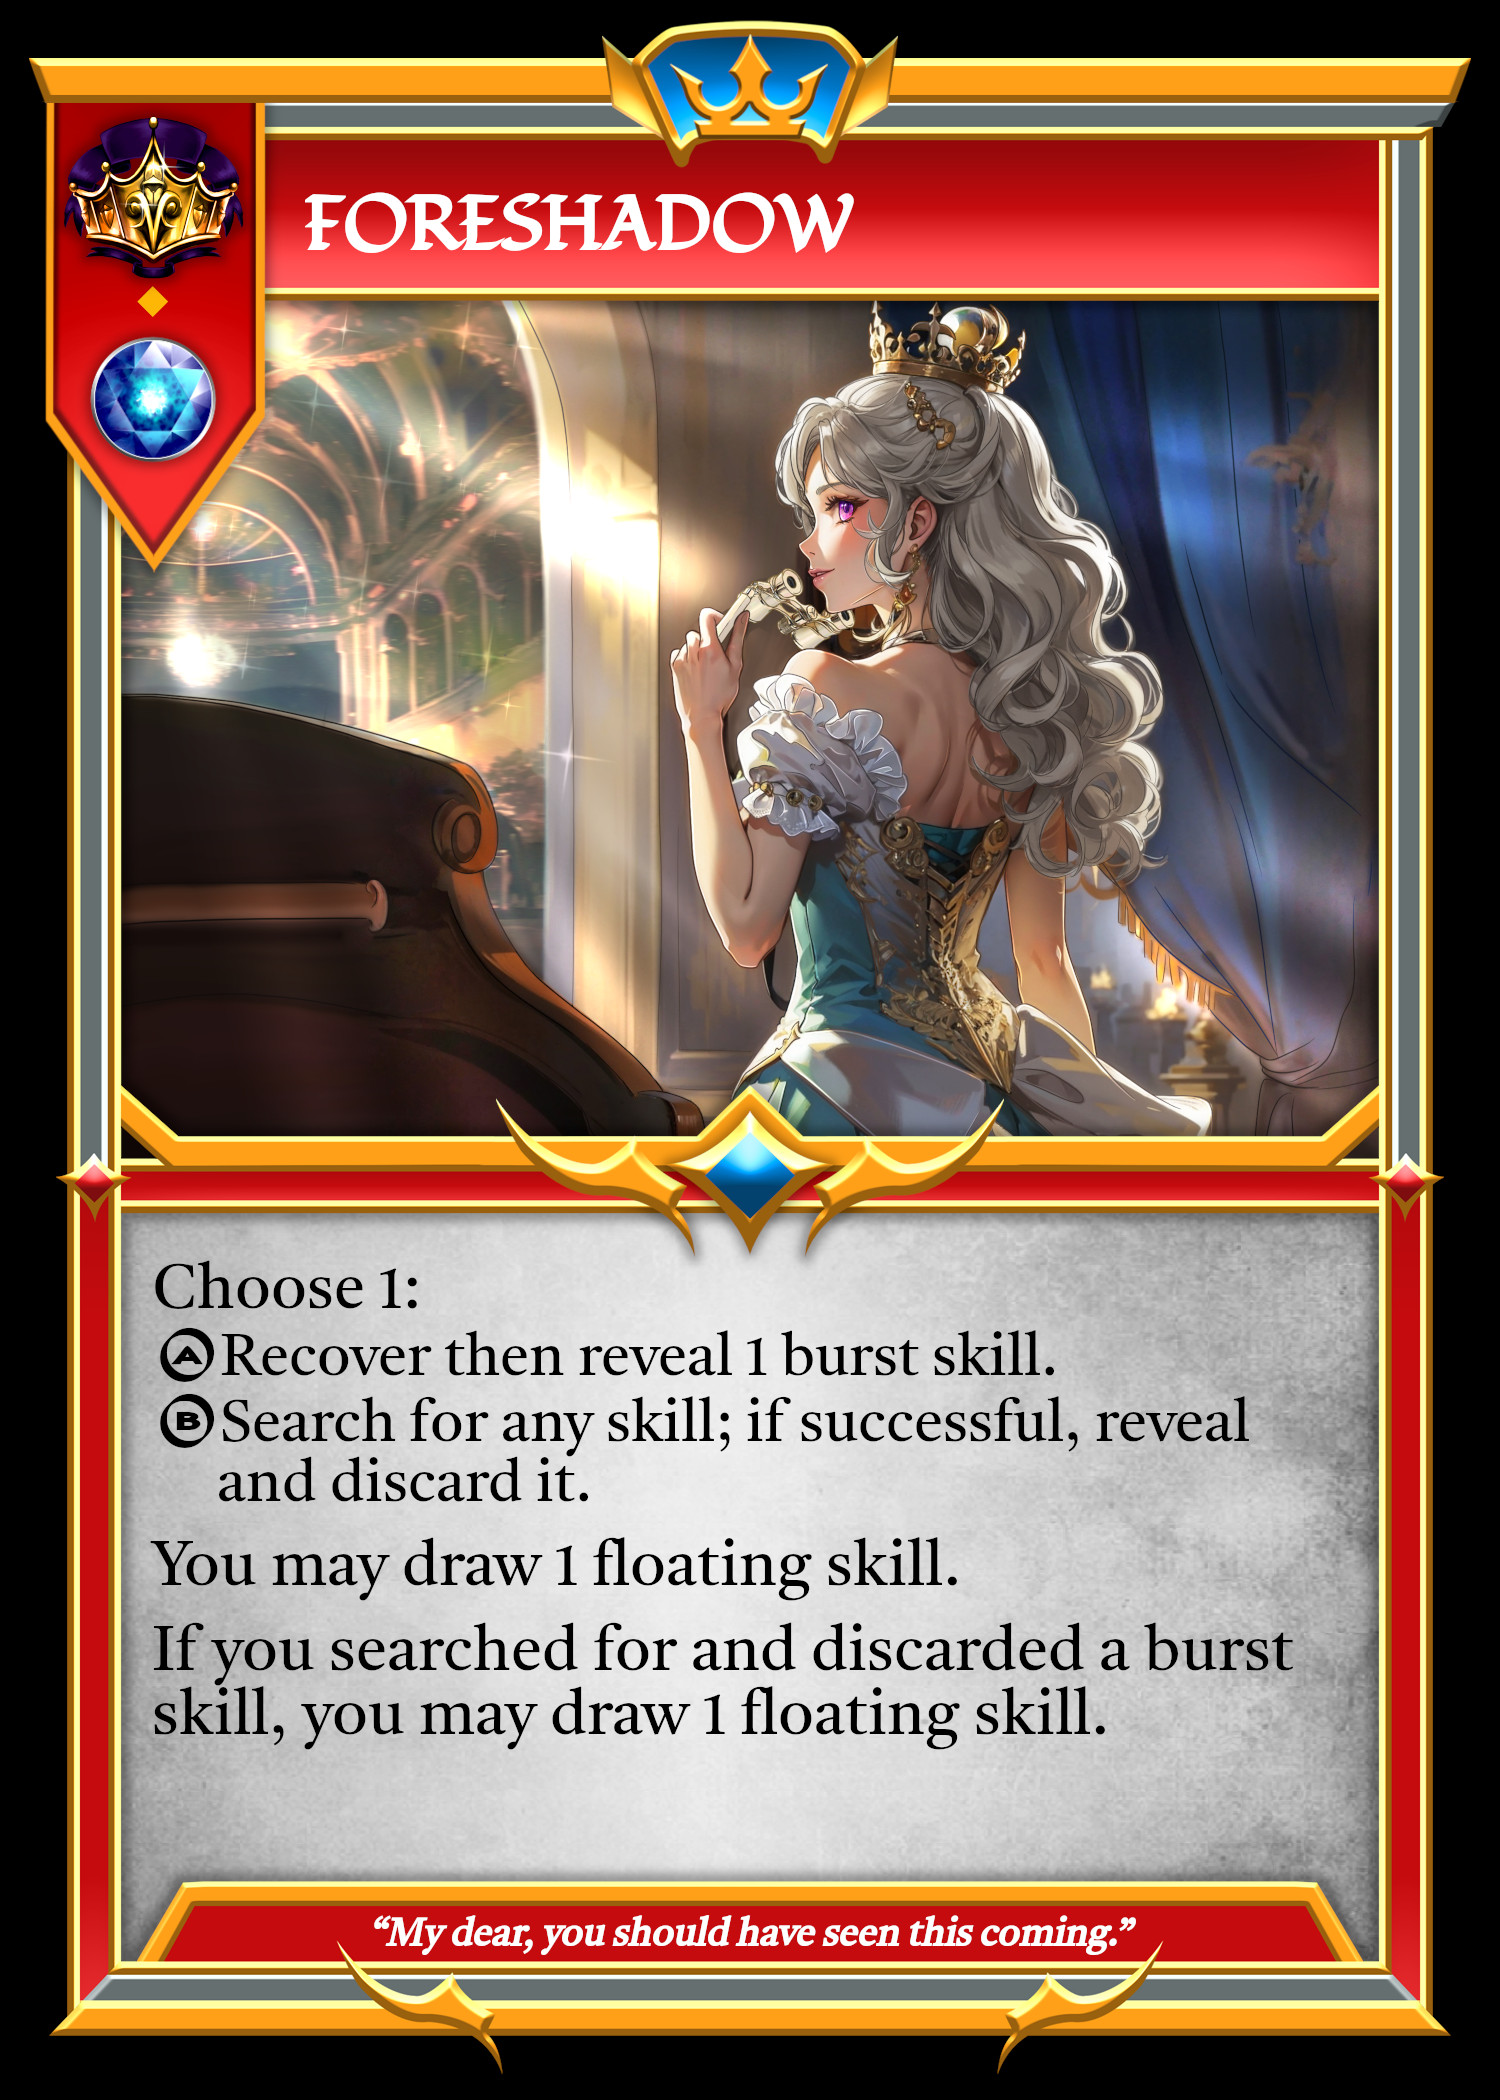 FORESHADOW
Choose 1:
A Recover then reveal 1 burst skill.
B Search for any skill; if successful, reveal
and discard it.
You may draw 1 floating skill.
If you searched for and discarded a burst
skill, you may draw 1 floating skill.
“My dear, you should have seen this coming.”